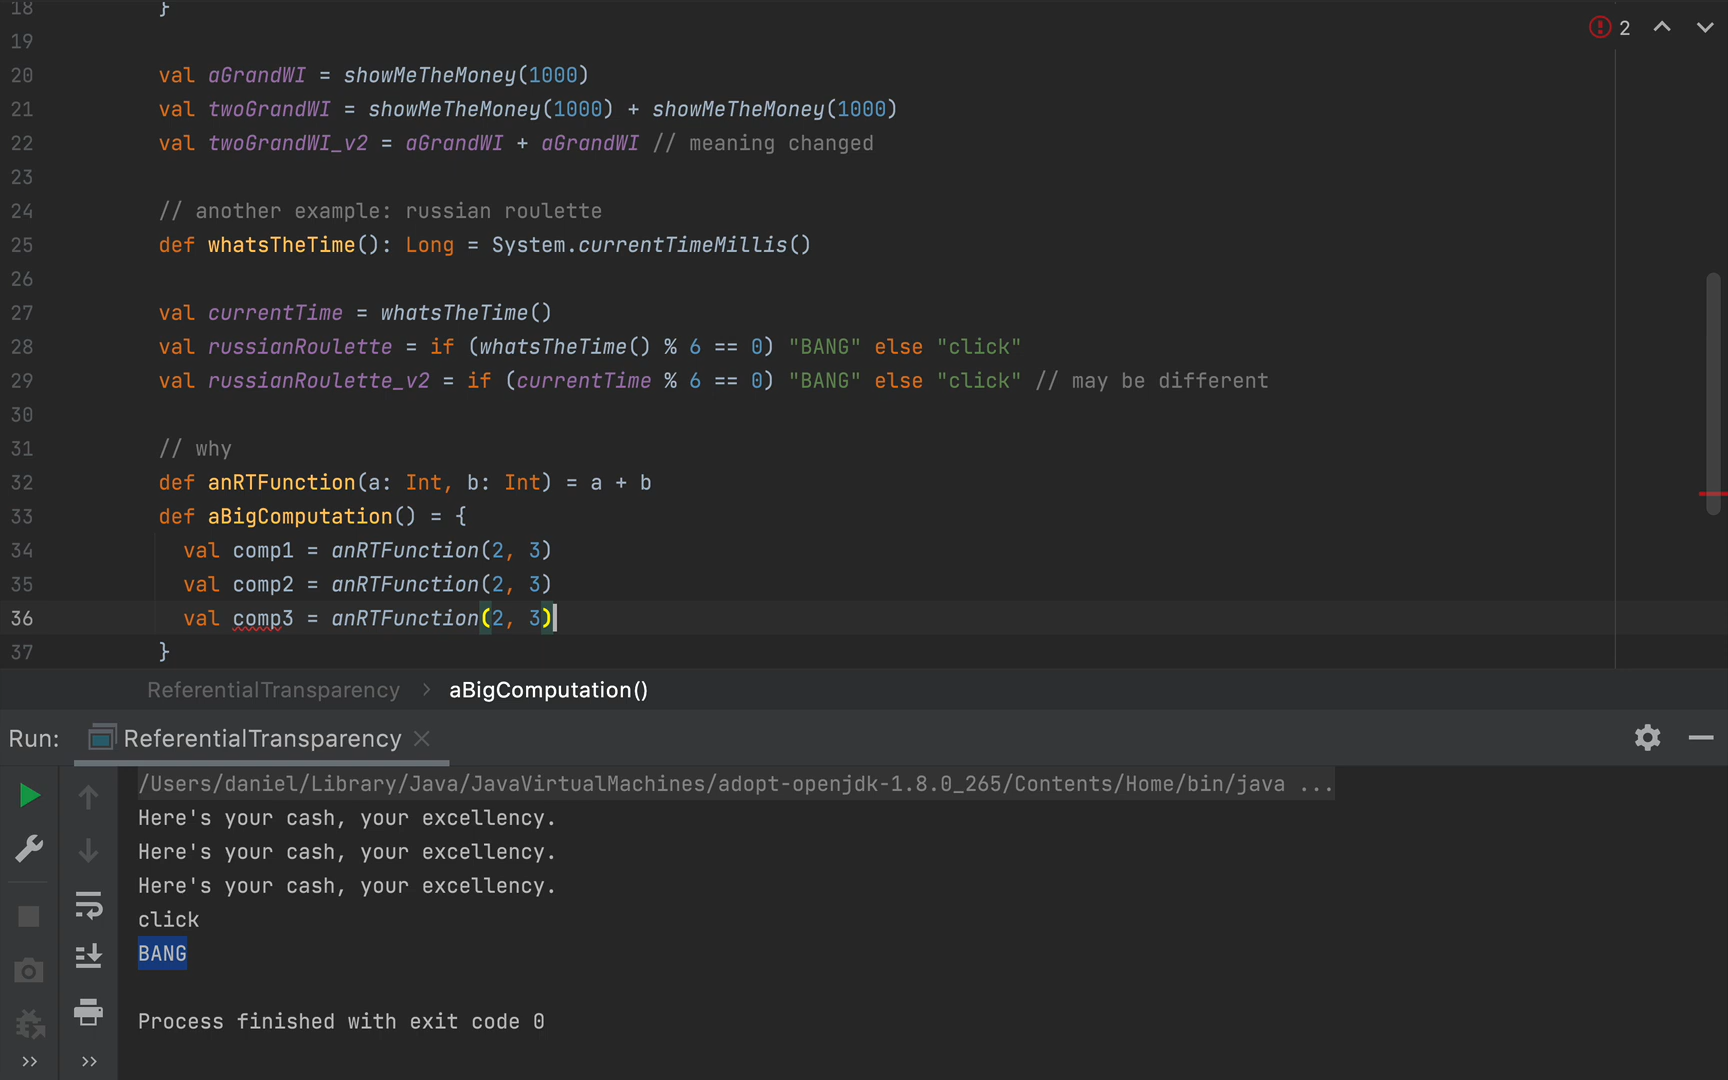 18 }
19
20 val aGrandWI = showMeTheMoney(1000)
21 val twoGrandWI = showMeTheMoney(1000) + showMeTheMoney(1000)
22 val twoGrandWI_v2 = aGrandWI + aGrandWI // meaning changed
23
24 // another example: russian roulette
25 def whatsTheTime(): Long = System.currentTimeMillis()
26
27 val currentTime = whatsTheTime()
28 val russianRoulette = if (whatsTheTime() % 6 == 0) "BANG" else "click"
29 val russianRoulette_v2 = if (currentTime % 6 == 0) "BANG" else "click" // may be different
30
31 // why
32 def anRTFunction(a: Int, b: Int) = a + b
33 def aBigComputation() = {
34 val comp1 = anRTFunction(2, 3)
35 val comp2 = anRTFunction(2, 3)
36 val comp3 = anRTFunction(2, 3)
37 }
2
ReferentialTransparency > aBigComputation()
Run: ReferentialTransparency
/Users/daniel/Library/Java/JavaVirtualMachines/adopt-openjdk-1.8.0_265/Contents/Home/bin/java ...
Here's your cash, your excellency.
Here's your cash, your excellency.
Here's your cash, your excellency.
click
BANG
Process finished with exit code 0